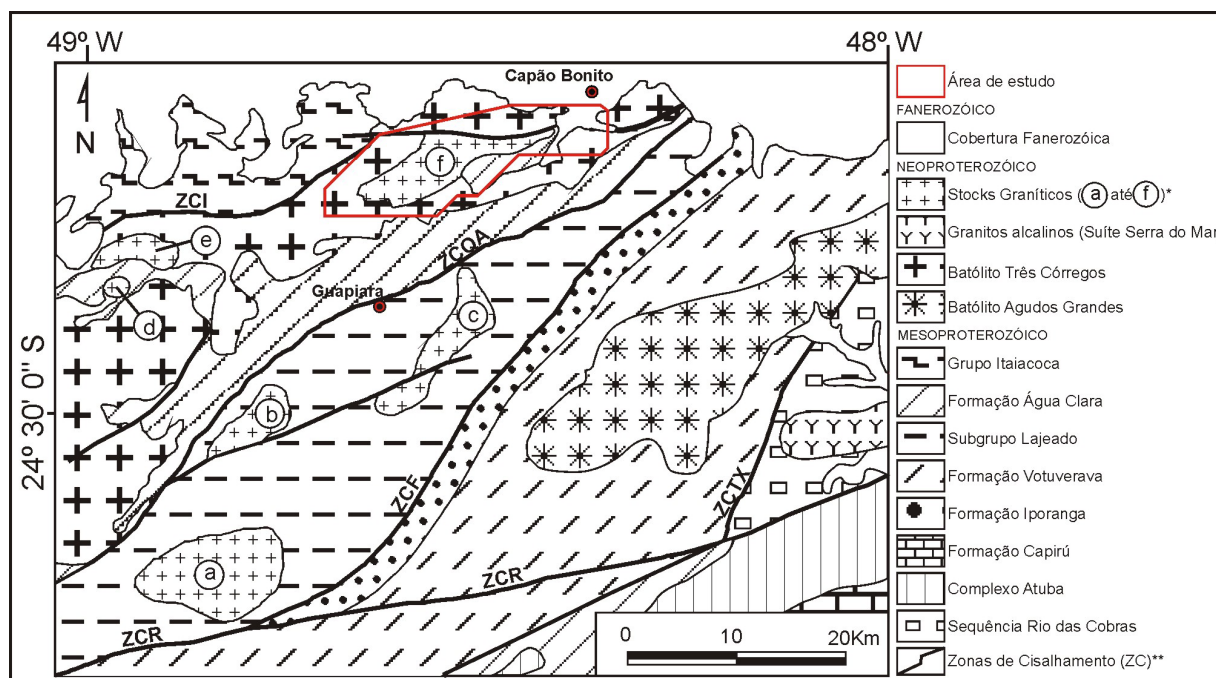 49º W
48º W
Capão Bonito
N
f
ZCI
e
ZCQA
Guapiara
c
d
b
24º 30' 0" S
ZCF
ZCTX
a
ZCR
ZCR
0 10 20Km
Área de estudo
FANEROZÓICO
Cobertura Fanerozóica
NEOPROTEROZÓICO
Stocks Graníticos (a até f)*
Granitos alcalinos (Suíte Serra do Mar
Batólito Três Córregos
Batólito Agudos Grandes
MESOPROTEROZÓICO
Grupo Itaiacoca
Formação Água Clara
Subgrupo Lajeado
Formação Votuverava
Formação Iporanga
Formação Capirú
Complexo Atuba
Sequência Rio das Cobras
Zonas de Cisalhamento (ZC)**